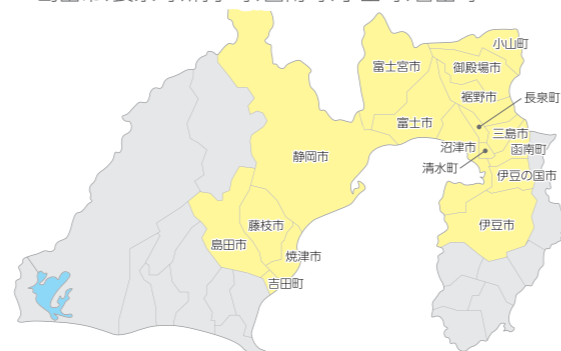 小山町
富士宮市
御殿場市
裾野市
長泉町
富士市
三島市
沼津市
函南町
清水町
静岡市
伊豆の国市
藤枝市
伊豆市
島田市
焼津市
吉田町